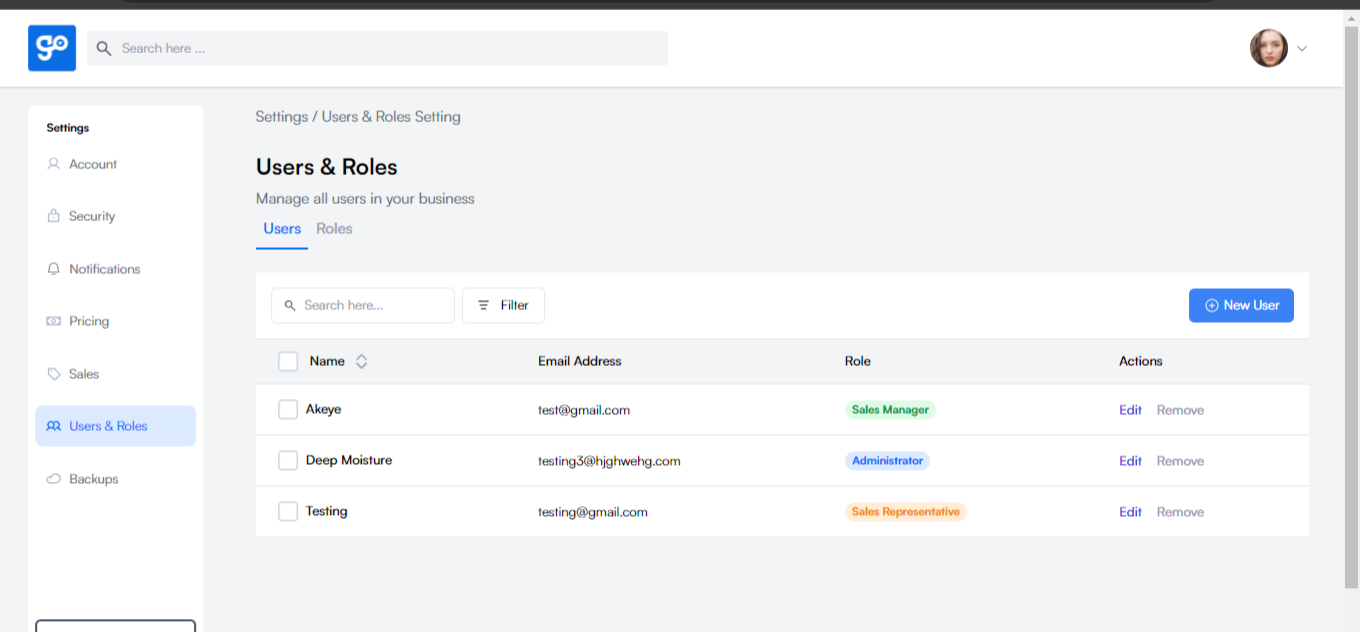 go
Search here ...
Settings
Account
Security
Notifications
Pricing
Sales
Users & Roles
Backups
Settings / Users & Roles Setting
Users & Roles
Manage all users in your business
Users Roles
Search here... Filter New User
Name Email Address Role Actions
Akeye test@gmail.com Sales Manager Edit Remove
Deep Moisture testing3@hjghwehg.com Administrator Edit Remove
Testing testing@gmail.com Sales Representative Edit Remove